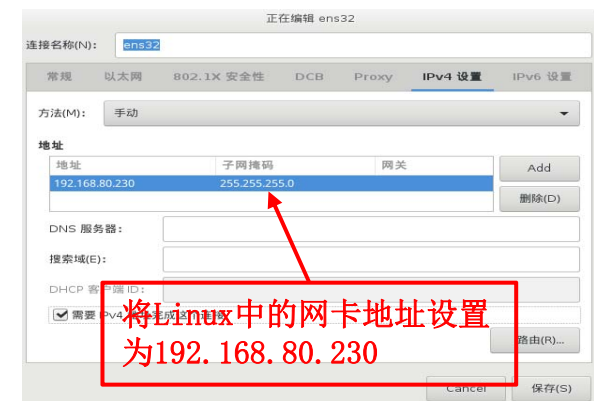 正在编辑 ens32
连接名称(N): ens32
常规 以太网 802.1X 安全性 DCB Proxy IPv4 设置 IPv6 设置
方法(M): 手动
地址
地址 子网掩码 网关
192.168.80.230 255.255.255.0
Add
删除(D)
DNS 服务器:
搜索域(E):
DHCP 客户端 ID:
将Linux中的网卡地址设置
为192.168.80.230
需要 IPv4
路由(R)...
Cancel 保存(S)